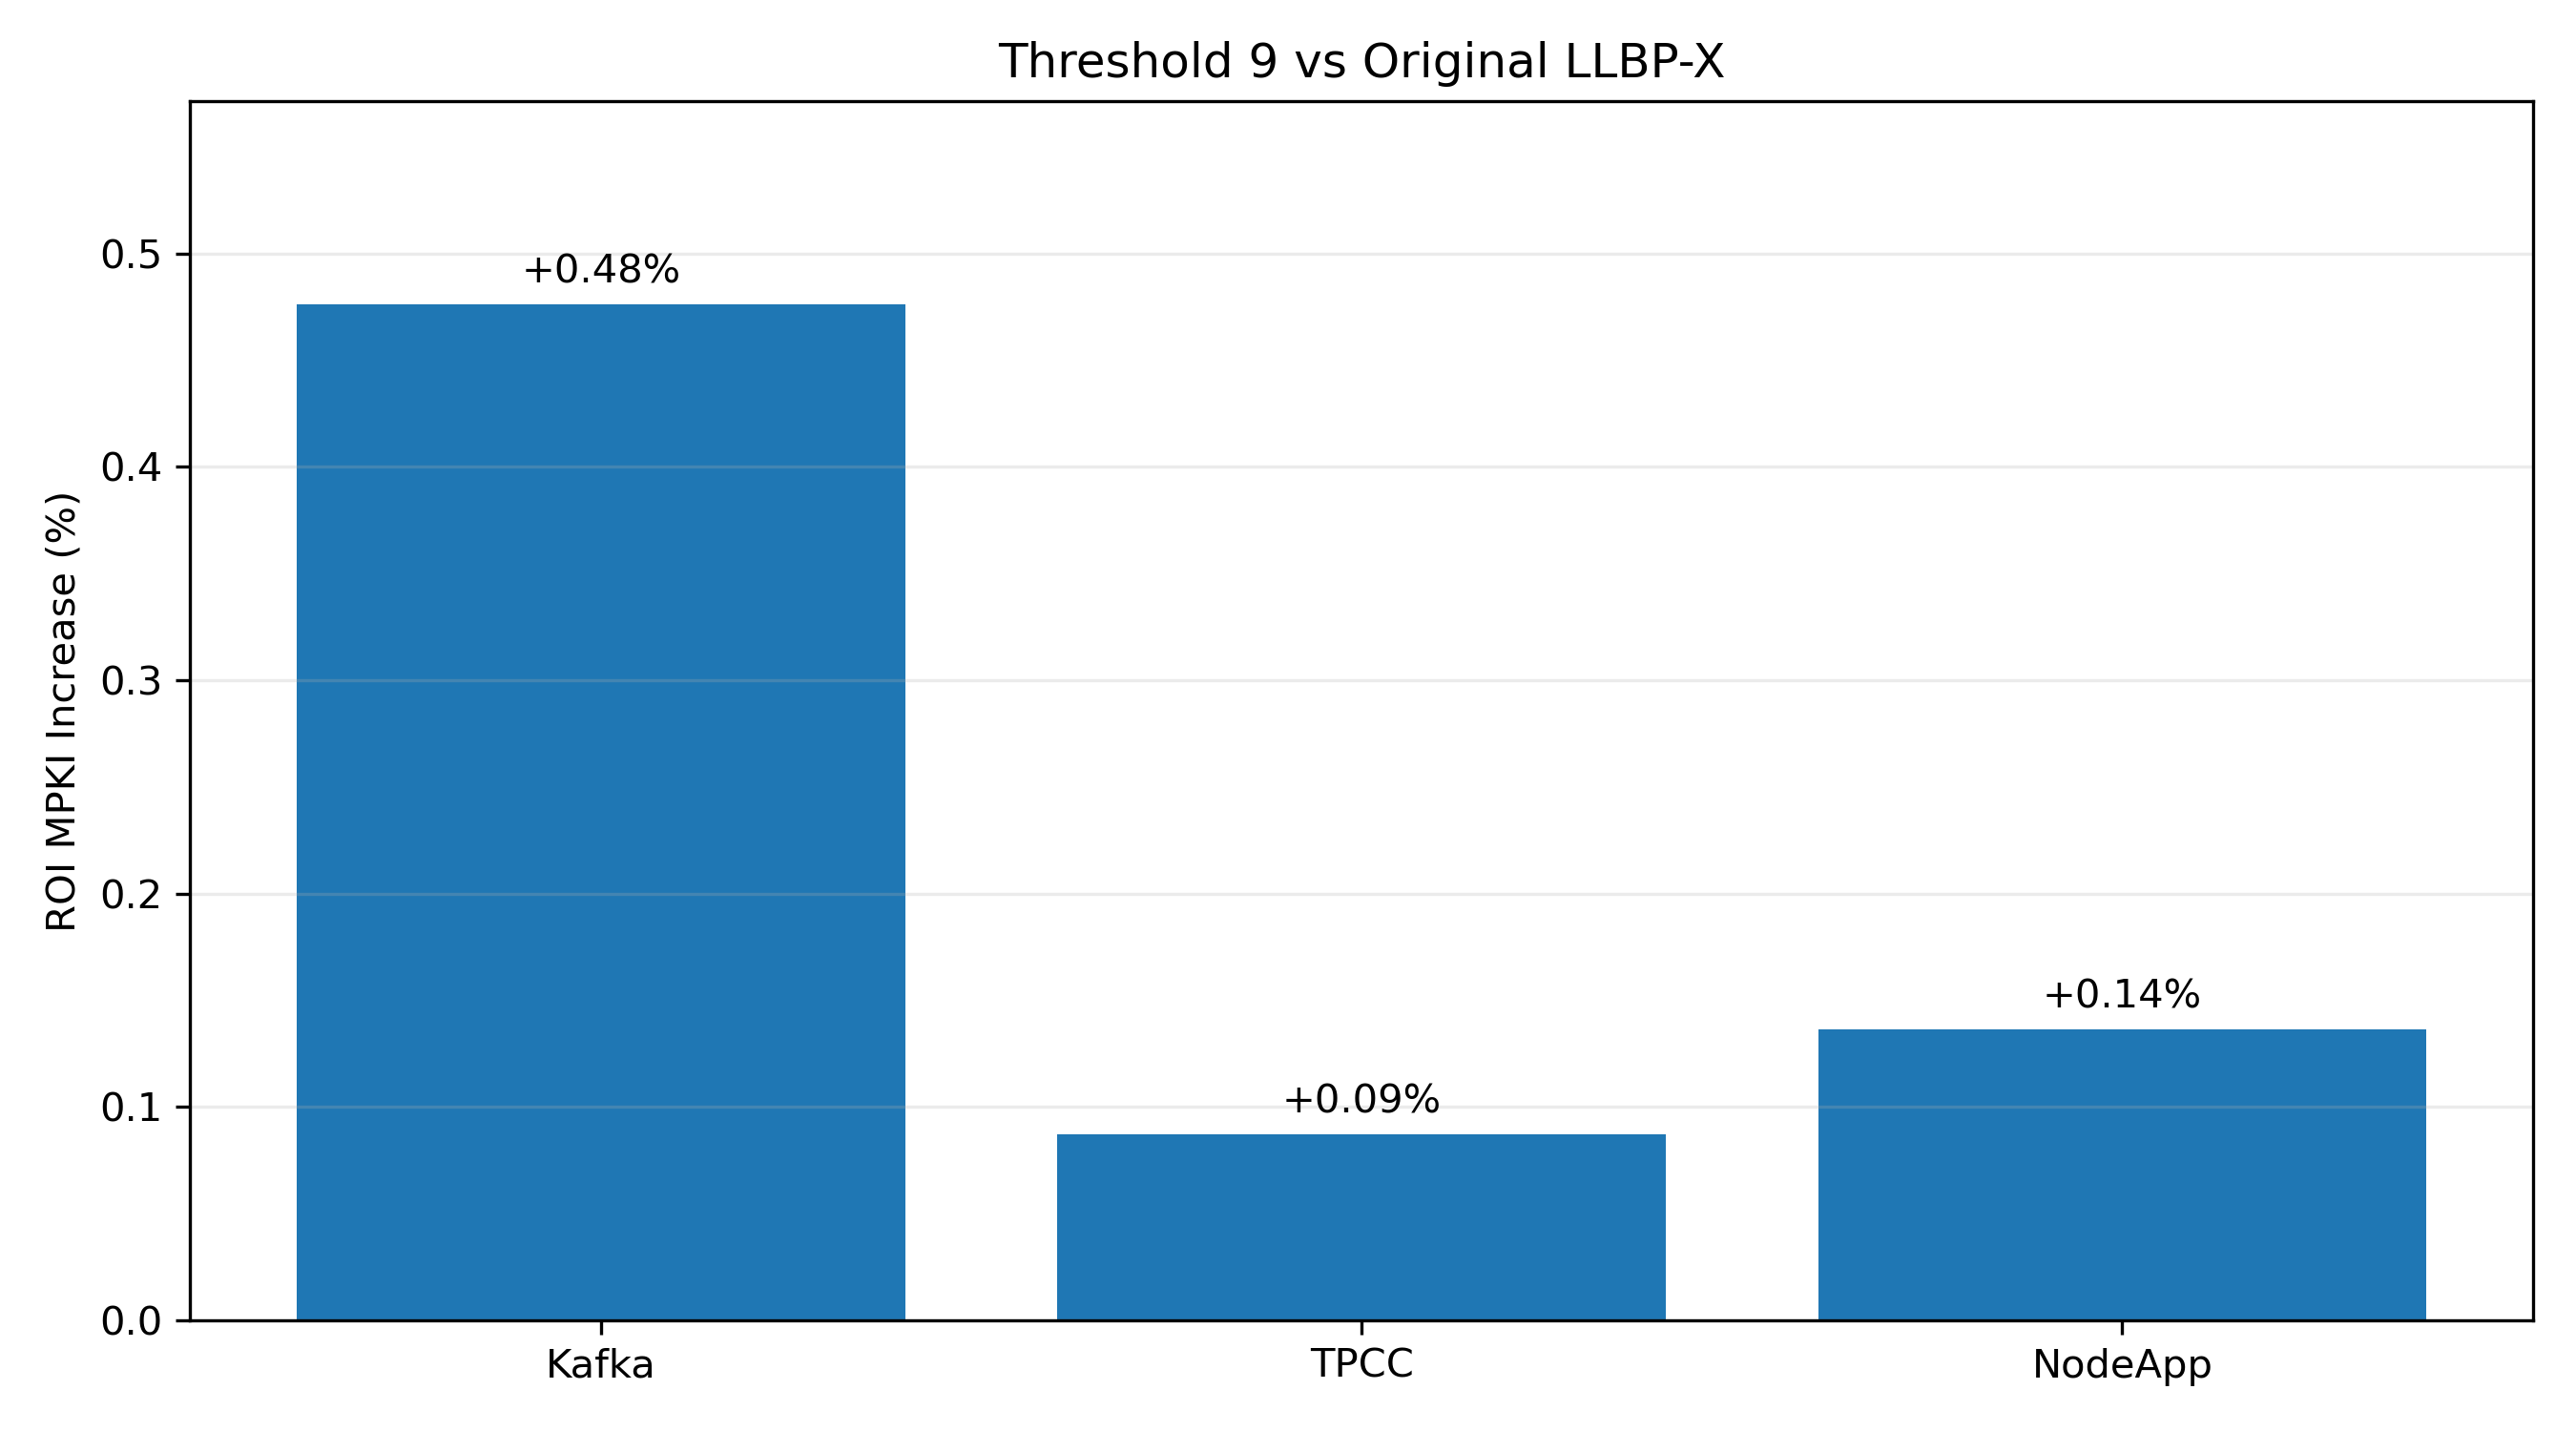 Threshold 9 vs Original LLBP-X
ROI MPKI Increase (%)
0.5
0.4
0.3
0.2
0.1
0.0
+0.48%
+0.09%
+0.14%
Kafka
TPCC
NodeApp